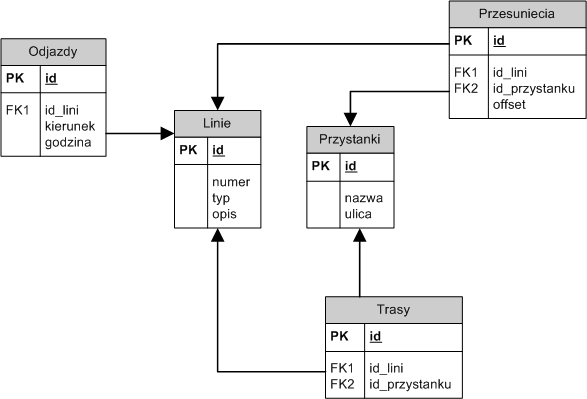 Przesuniecia
PK id
FK1 id_lini
FK2 id_przystanku
offset
Odjazdy
PK id
FK1 id_lini
kierunek
godzina
Linie
PK id
numer
typ
opis
Przystanki
PK id
nazwa
ulica
Trasy
PK id
FK1 id_lini
FK2 id_przystanku